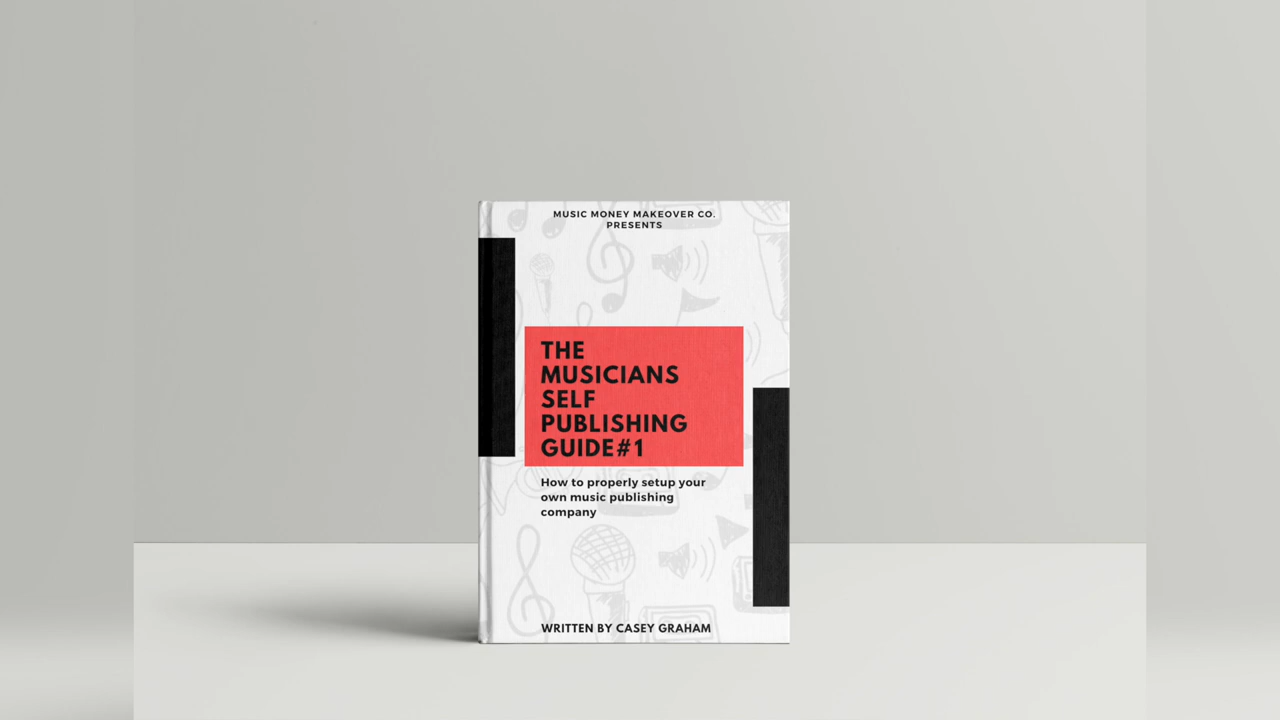 MUSIC MONEY MAKEOVER CO.
PRESENTS
THE
MUSICIANS
SELF
PUBLISHING
GUIDE#1
How to properly setup your
own music publishing
company
WRITTEN BY CASEY GRAHAM